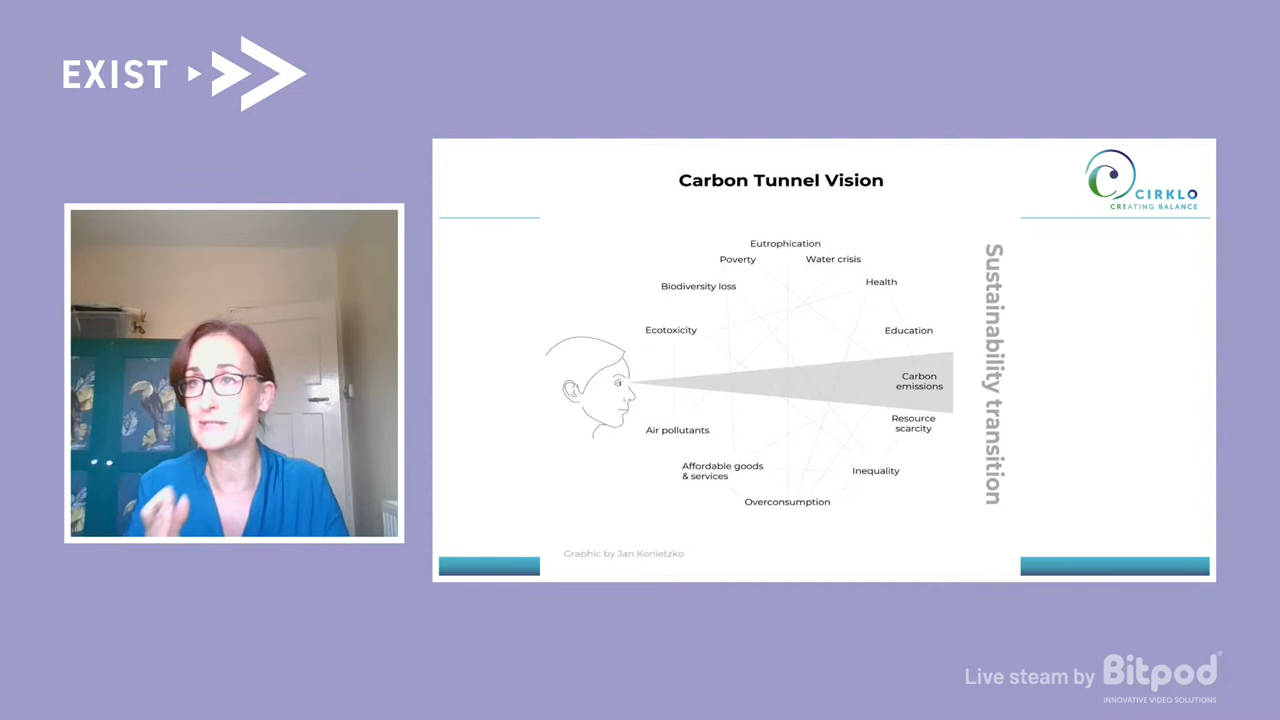 EXIST
Carbon Tunnel Vision
CIRKLO
CREATING BALANCE
Eutrophication
Poverty
Water crisis
Biodiversity loss
Health
Ecotoxicity
Education
Carbon
emissions
Resource
scarcity
Air pollutants
Affordable goods
& services
Inequality
Overconsumption
Sustainability transition
Graphic by Jan Konietzko
Live steam by Bitpod®
INNOVATIVE VIDEO SOLUTIONS